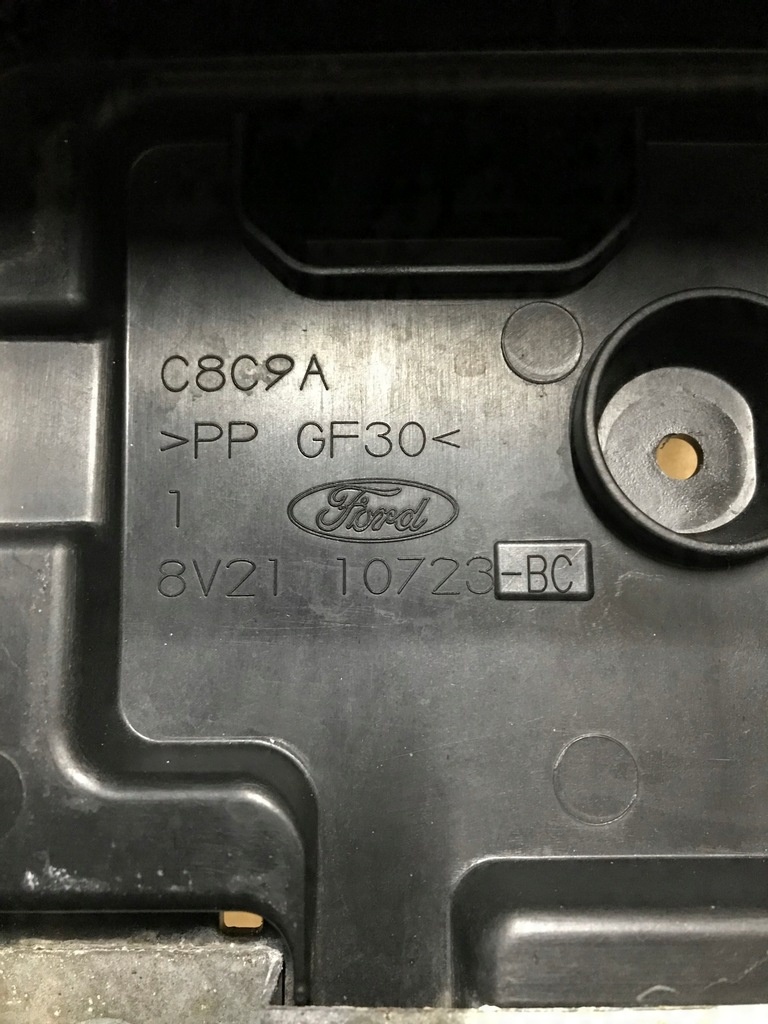 C8C9A
>PP GF30<
1 Ford
8V21 10723-BC